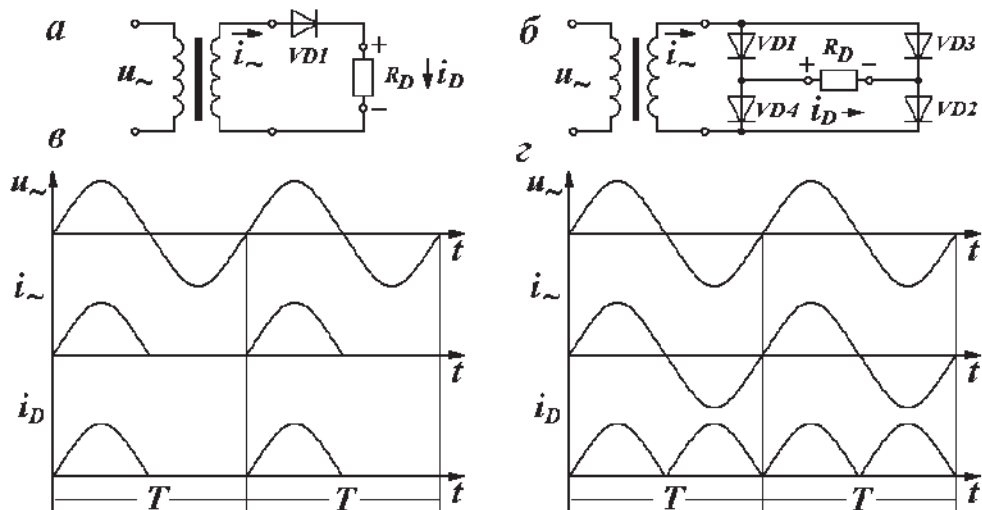 а
u~
i~
VD1
+
R_D
i_D
−
б
u~
i~
VD1
+
R_D
−
VD3
VD4
i_D
VD2
в
u~
t
i~
t
i_D
t
T
T
г
u~
t
i~
t
i_D
t
T
T